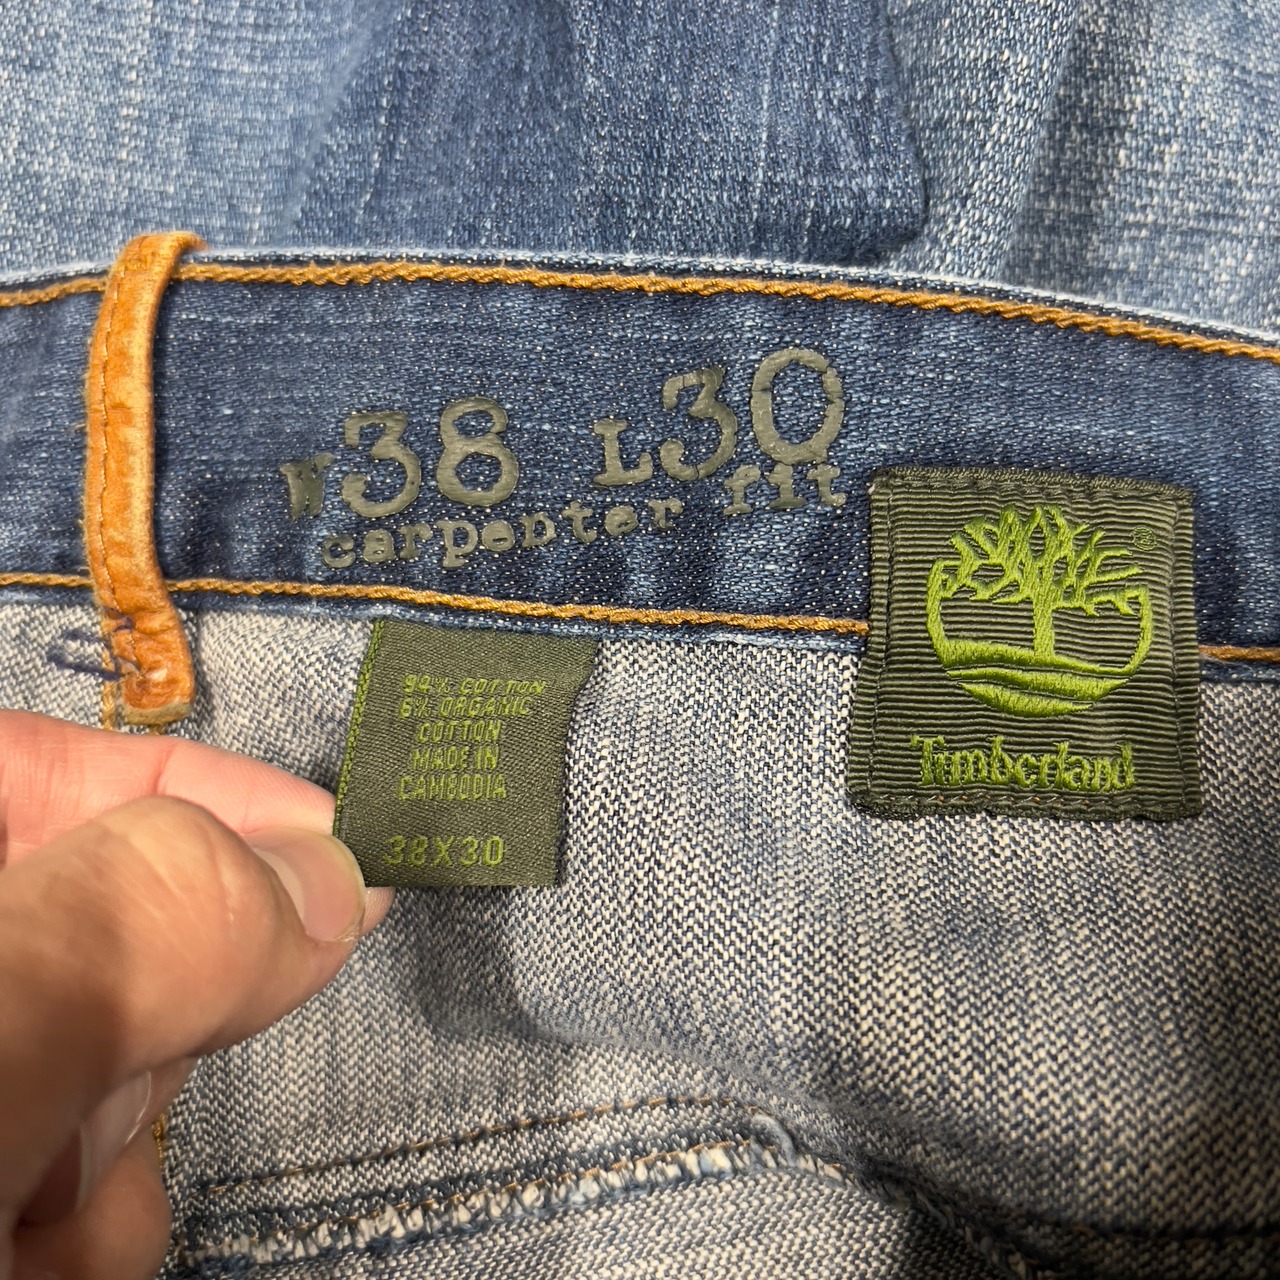 W38 L30
carpenter fit
94% COTTON
6% ORGANIC
COTTON
MADE IN
CAMBODIA
38X30
®
Timberland